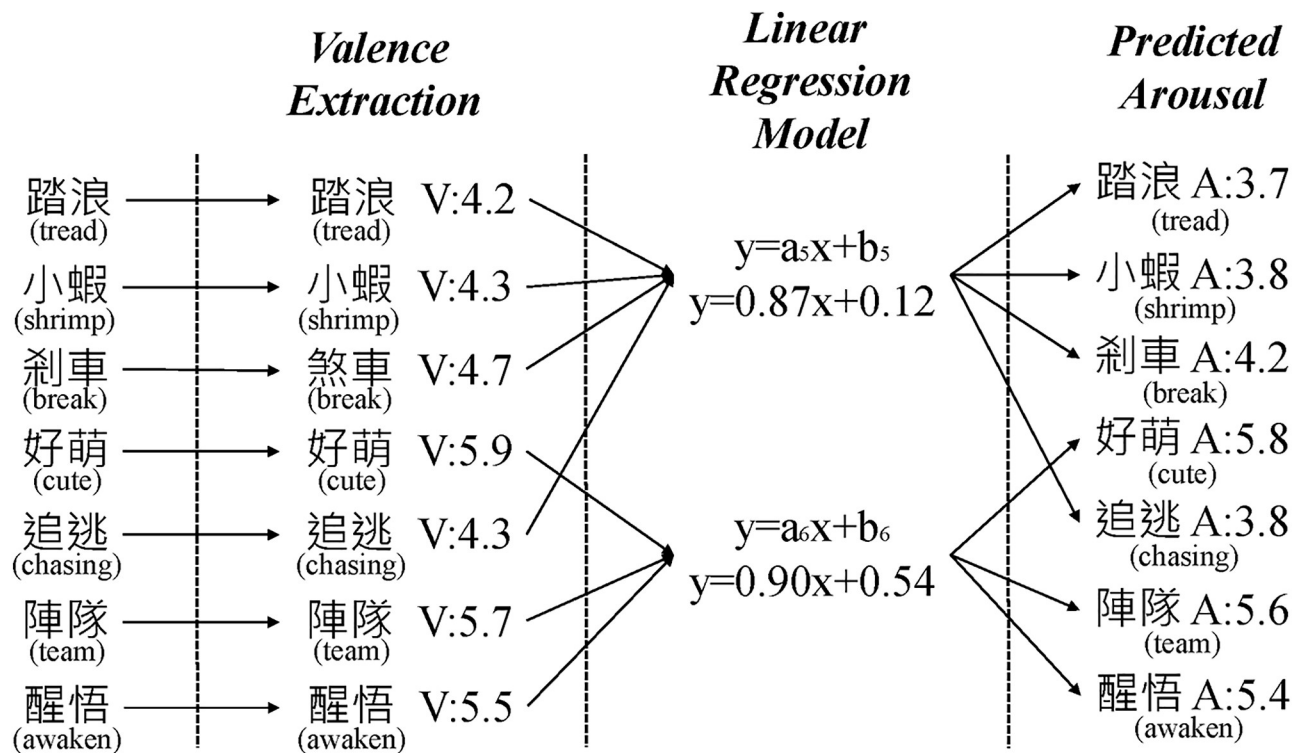 Valence
Extraction
Linear
Regression
Model
Predicted
Arousal
踏浪
(tread)
小蝦
(shrimp)
剎車
(break)
好萌
(cute)
追逃
(chasing)
陣隊
(team)
醒悟
(awaken)
踏浪 V:4.2
(tread)
小蝦 V:4.3
(shrimp)
煞車 V:4.7
(break)
好萌 V:5.9
(cute)
追逃 V:4.3
(chasing)
陣隊 V:5.7
(team)
醒悟 V:5.5
(awaken)
y=a₅x+b₅
y=0.87x+0.12
y=a₆x+b₆
y=0.90x+0.54
踏浪 A:3.7
(tread)
小蝦 A:3.8
(shrimp)
剎車 A:4.2
(break)
好萌 A:5.8
(cute)
追逃 A:3.8
(chasing)
陣隊 A:5.6
(team)
醒悟 A:5.4
(awaken)